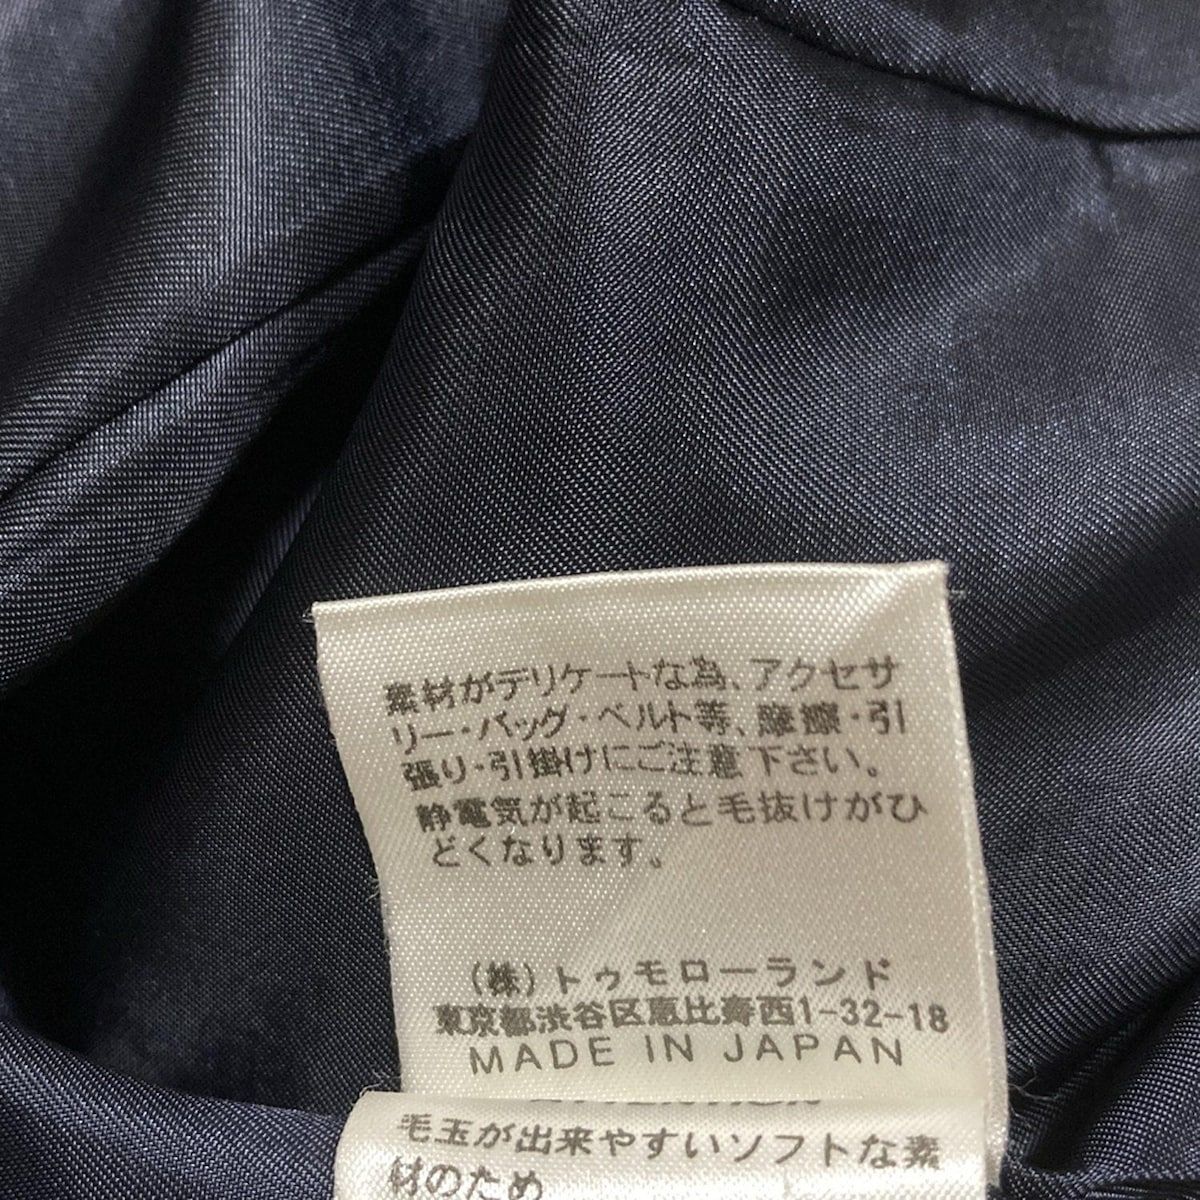 素材がデリケートな為、アクセサ
リー・バッグ・ベルト等、摩擦・引
張り・引掛けにご注意下さい。
静電気が起こると毛抜けがひ
どくなります。
(株)トゥモローランド
東京都渋谷区恵比寿西1-32-18
MADE IN JAPAN
ATTENTION
毛玉が出来やすいソフトな素
材のため